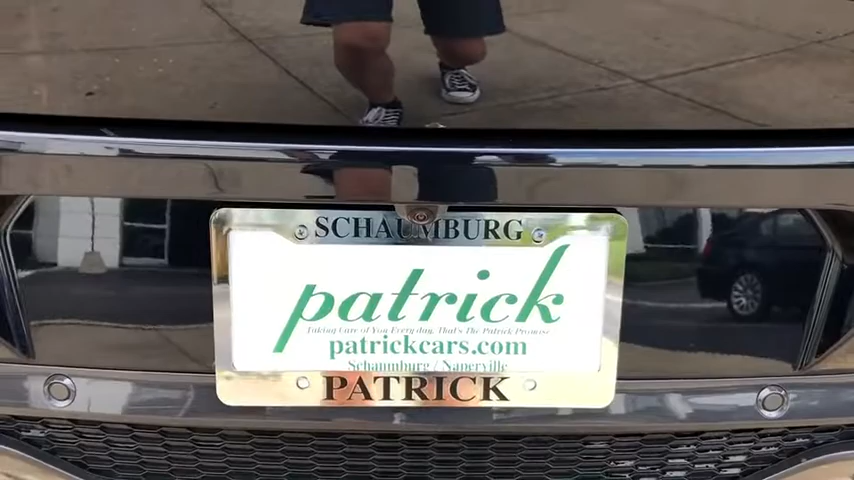 SCHAUMBURG
patrick
Taking Care of You Everyday, That's The Patrick Promise
patrickcars.com
Schaumburg / Naperville
PATRICK